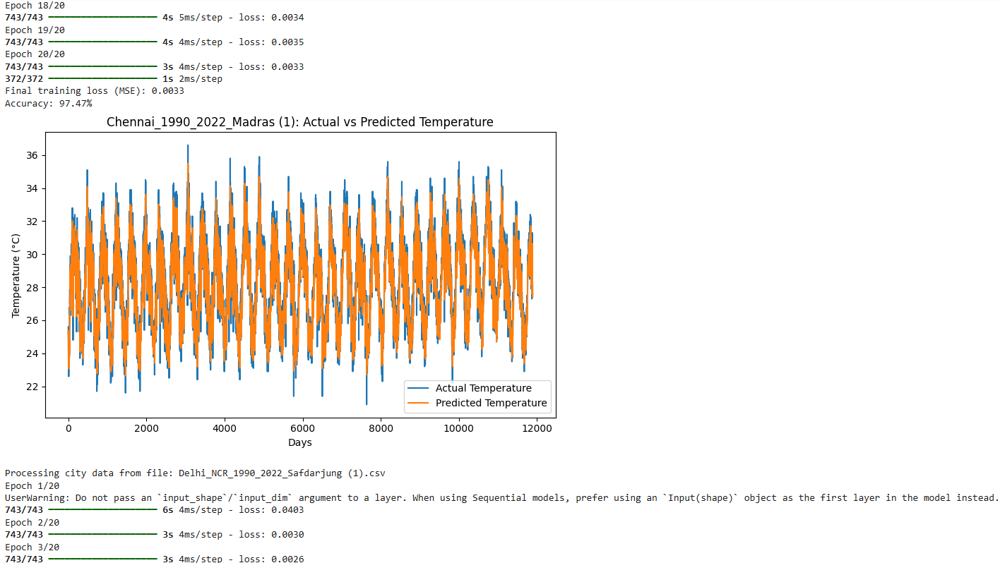 Epoch 18/20
743/743 ━━━━━━━━━━━━━━━━━━━━ 4s 5ms/step - loss: 0.0034
Epoch 19/20
743/743 ━━━━━━━━━━━━━━━━━━━━ 4s 4ms/step - loss: 0.0035
Epoch 20/20
743/743 ━━━━━━━━━━━━━━━━━━━━ 3s 4ms/step - loss: 0.0033
372/372 ━━━━━━━━━━━━━━━━━━━━ 1s 2ms/step
Final training loss (MSE): 0.0033
Accuracy: 97.47%
Chennai_1990_2022_Madras (1): Actual vs Predicted Temperature
Temperature (°C)
36
34
32
30
28
26
24
22
Actual Temperature
Predicted Temperature
0 2000 4000 6000 8000 10000 12000
Days
Processing city data from file: Delhi_NCR_1990_2022_Safdarjung (1).csv
Epoch 1/20
UserWarning: Do not pass an `input_shape`/`input_dim` argument to a layer. When using Sequential models, prefer using an `Input(shape)` object as the first layer in the model instead.
743/743 ━━━━━━━━━━━━━━━━━━━━ 6s 4ms/step - loss: 0.0403
Epoch 2/20
743/743 ━━━━━━━━━━━━━━━━━━━━ 3s 4ms/step - loss: 0.0030
Epoch 3/20
743/743 ━━━━━━━━━━━━━━━━━━━━ 3s 4ms/step - loss: 0.0026